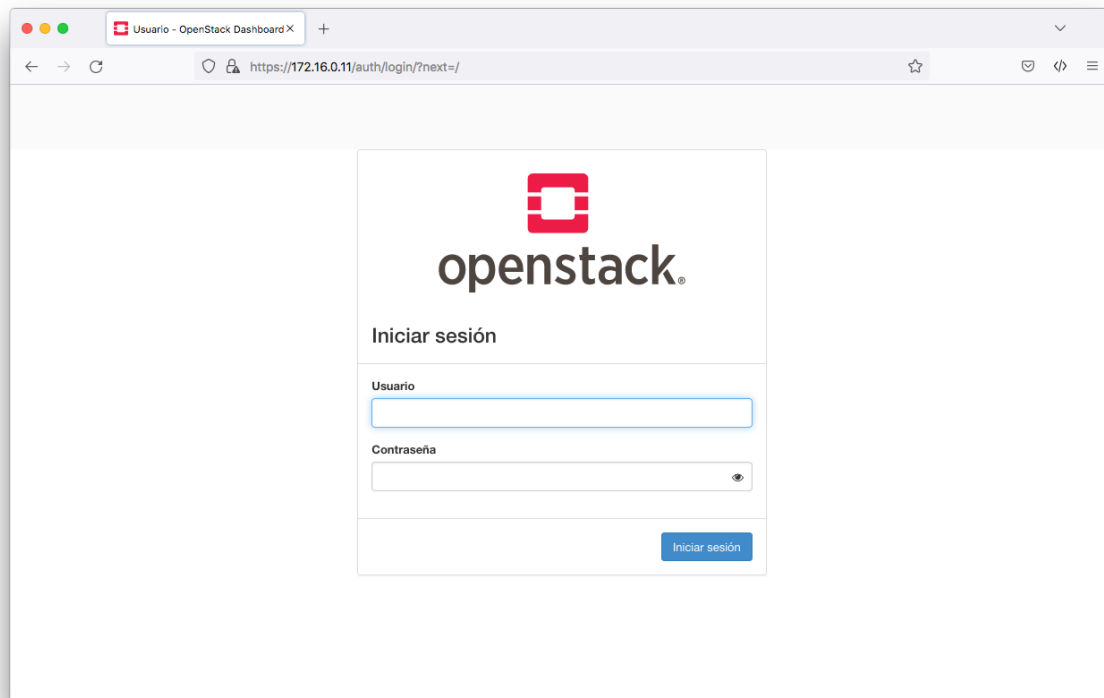 Usuario - OpenStack Dashboard
https://172.16.0.11/auth/login/?next=/
openstack®
Iniciar sesión
Usuario
Contraseña
Iniciar sesión